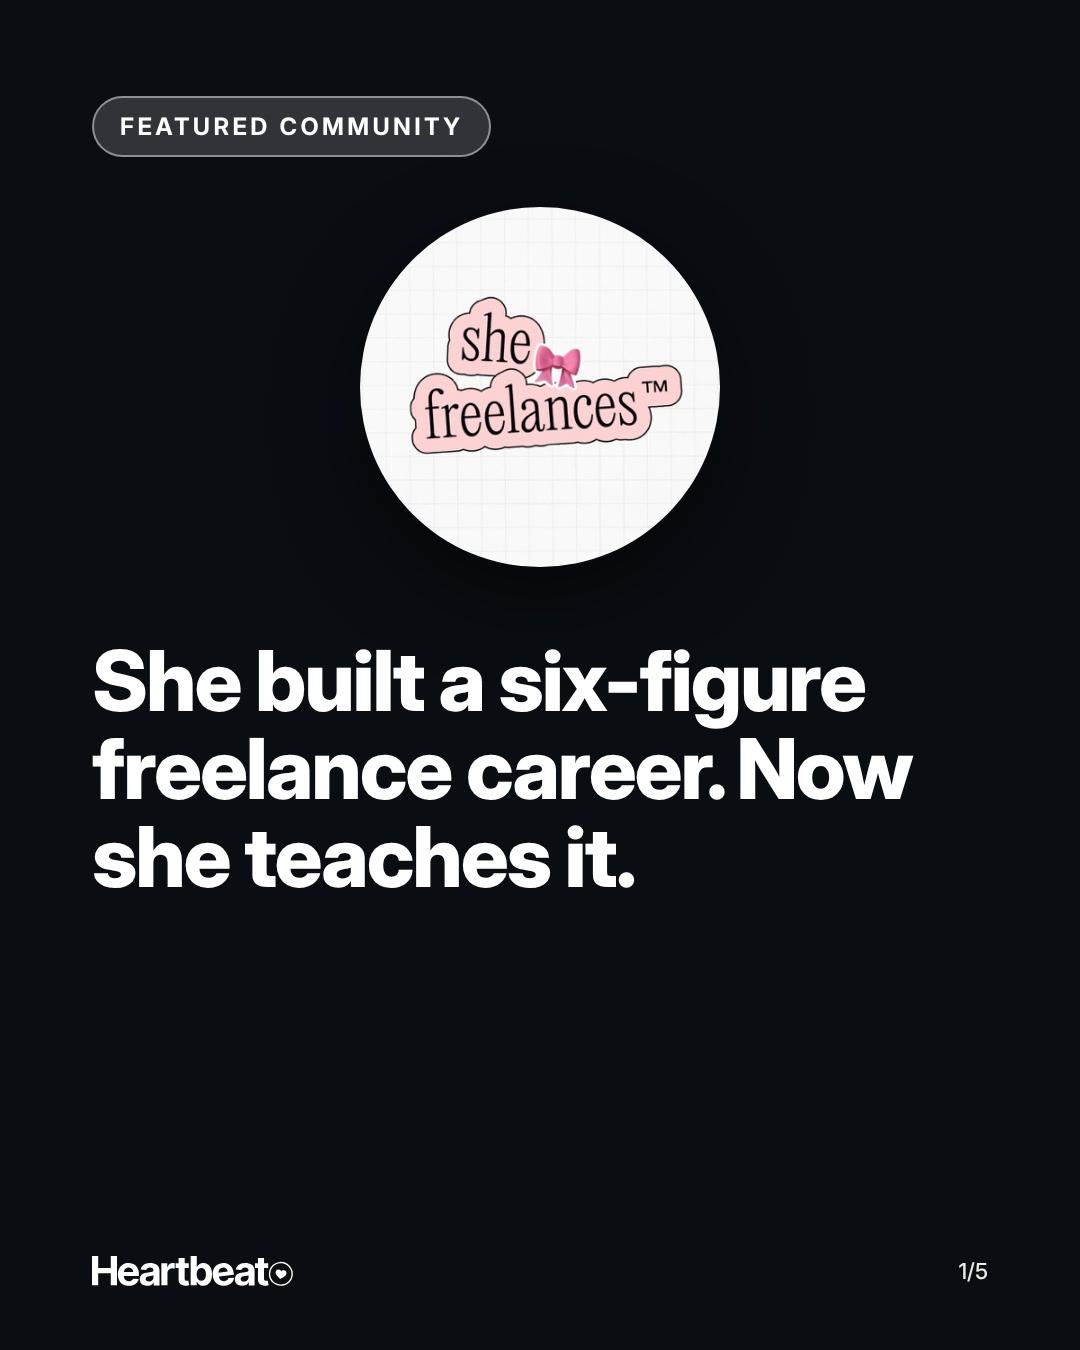 FEATURED COMMUNITY
she
freelances™
She built a six-figure
freelance career. Now
she teaches it.
Heartbeat
1/5